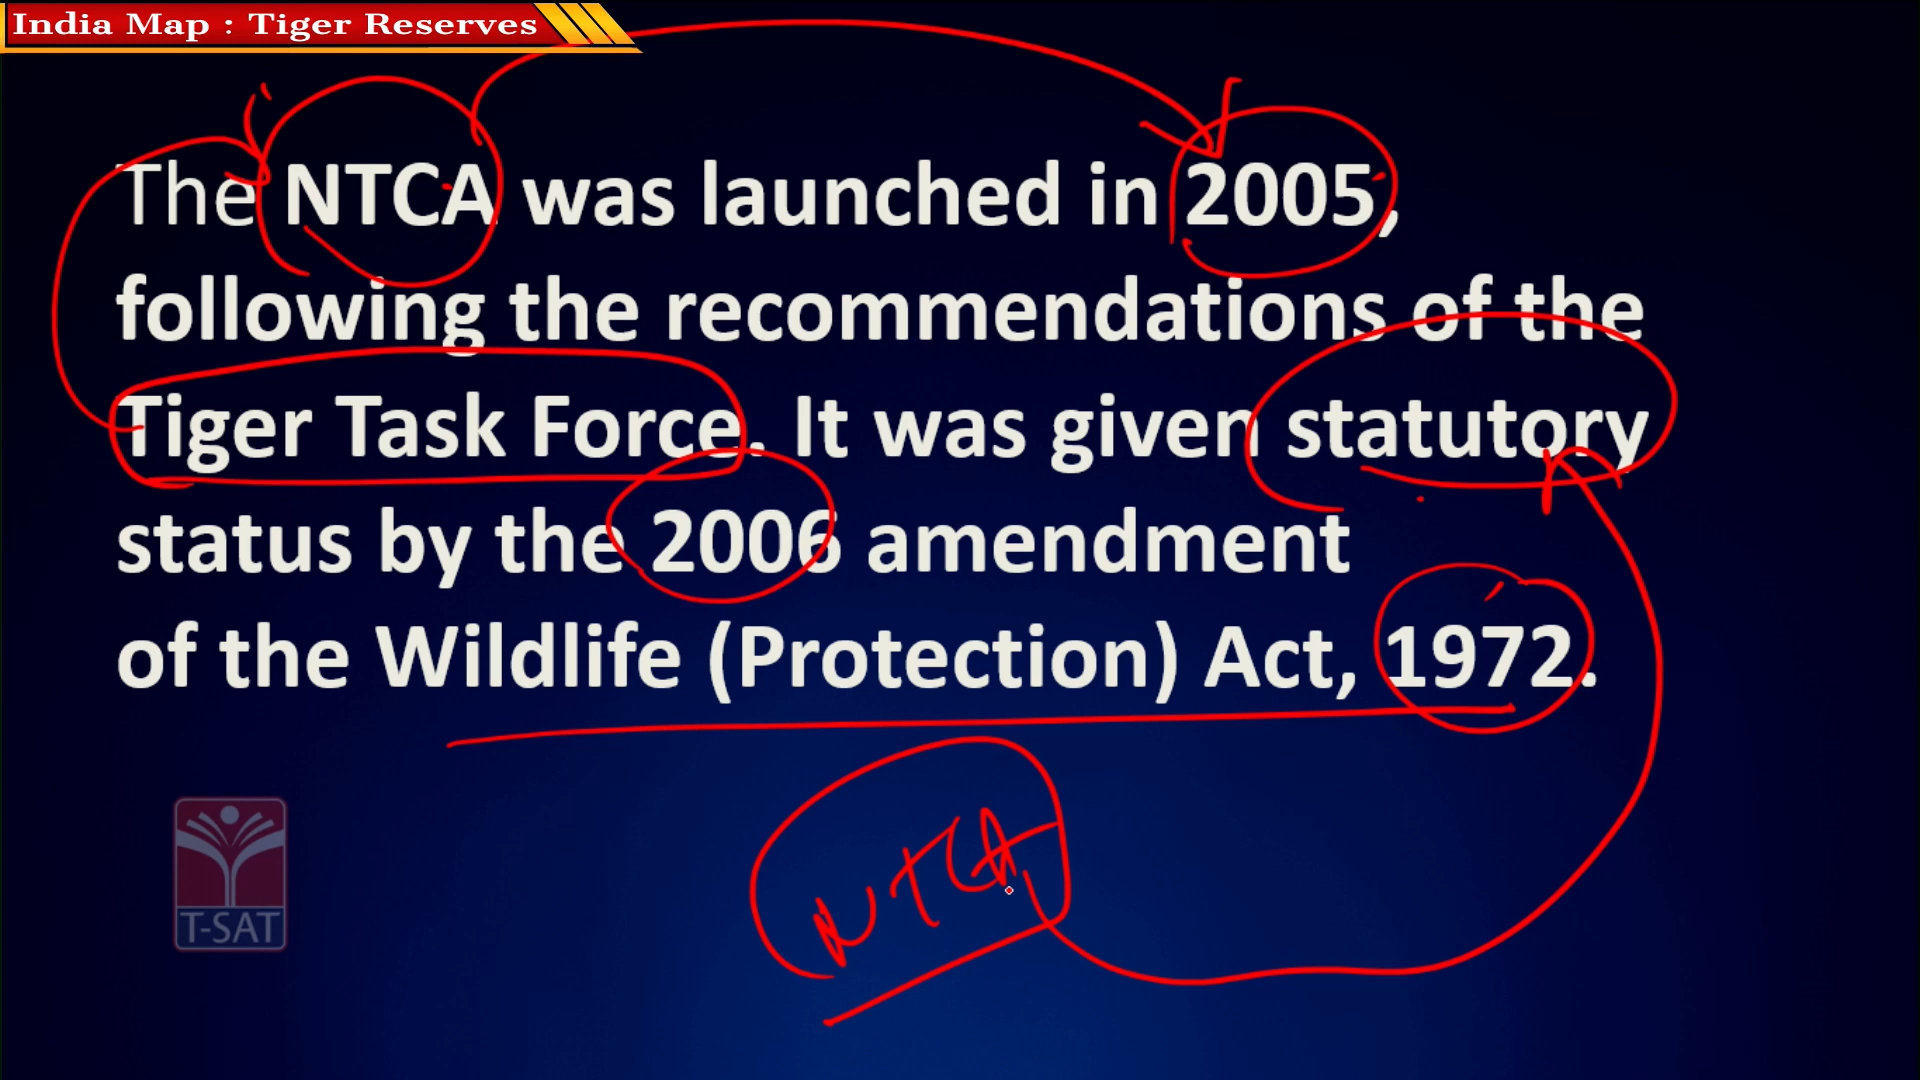 India Map : Tiger Reserves
The NTCA was launched in 2005,
following the recommendations of the
Tiger Task Force. It was given statutory
status by the 2006 amendment
of the Wildlife (Protection) Act, 1972.
NTCA
T-SAT